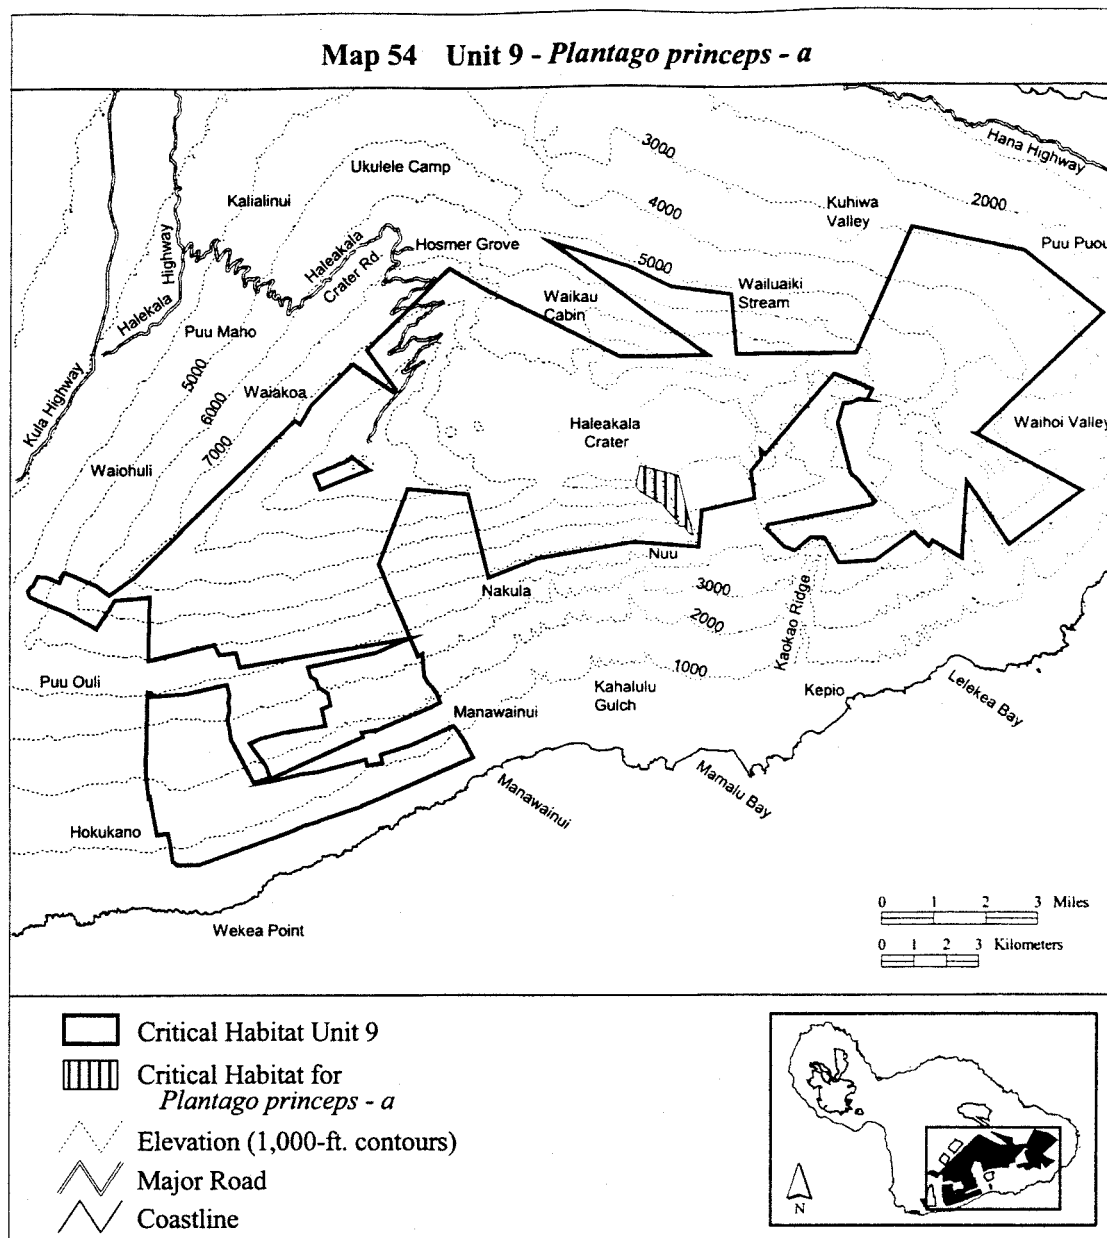 Map 54 Unit 9 - Plantago princeps - a
Hana Highway
3000
Ukulele Camp
Kalialinui
4000
Kuhiwa
Valley
2000
Halekala Highway
Haleakala
Crater Rd.
Hosmer Grove
Puu Puou
5000
Wailuaiki
Stream
Waikau
Cabin
Puu Maho
5000
Kula Highway
Waiakoa
6000
Haleakala
Crater
Waihoi Valley
7000
Waiohuli
Nuu
Nakula
3000
2000
Kaokao Ridge
1000
Puu Ouli
Kahalulu
Gulch
Kepio
Lelekea Bay
Manawainui
Mamalu Bay
Manawainui
Hokukano
Wekea Point
0 1 2 3 Miles
0 1 2 3 Kilometers
Critical Habitat Unit 9
Critical Habitat for
Plantago princeps - a
Elevation (1,000-ft. contours)
Major Road
Coastline
N